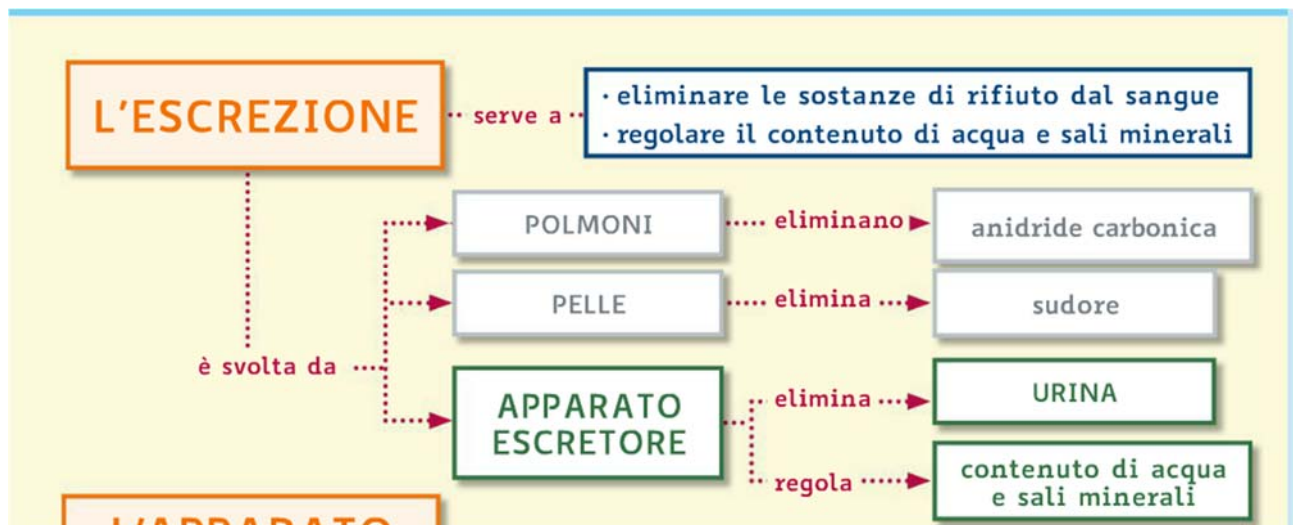 L'ESCREZIONE
serve a
· eliminare le sostanze di rifiuto dal sangue
· regolare il contenuto di acqua e sali minerali
è svolta da
POLMONI
eliminano
anidride carbonica
PELLE
elimina
sudore
APPARATO
ESCRETORE
elimina
URINA
regola
contenuto di acqua
e sali minerali
L'APPARATO